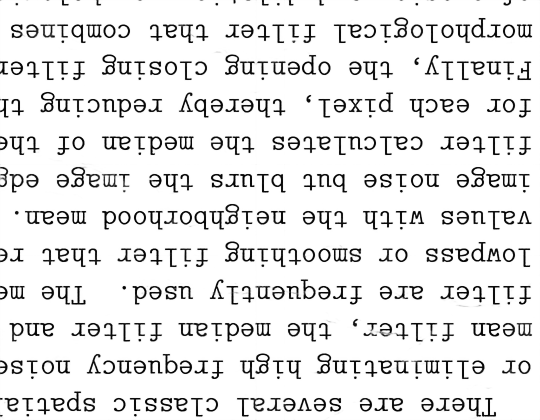 There are several classic spatial
or eliminating high frequency noise
mean filter, the median filter and
filter are frequently used. The me
lowpass or smoothing filter that re
values with the neighborhood mean.
image noise but blurs the image edg
filter calculates the median of the
for each pixel, thereby reducing th
Finally, the opening closing filter
morphological filter that combines